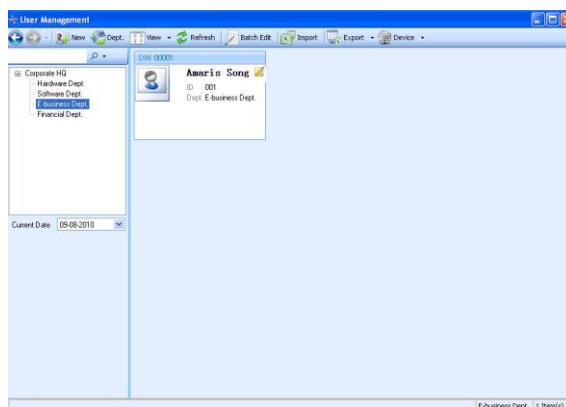 User Management
New Dept. View Refresh Batch Edit Import Export Device
Corporate HQ
Hardware Dept.
Software Dept.
E-business Dept.
Financial Dept.
Current Date 09-08-2010
DIN 00001
Amaris Song
ID 001
Dept. E-business Dept.
E-business Dept. 1 Item(s)